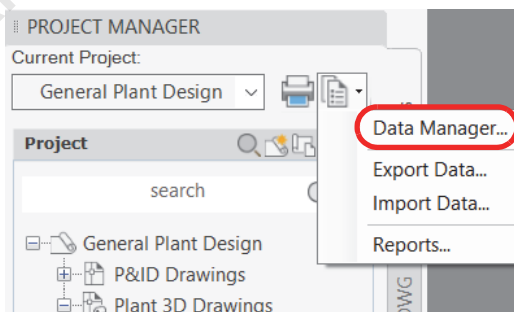 PROJECT MANAGER
Current Project:
General Plant Design
Data Manager...
Project
Export Data...
search
Import Data...
General Plant Design
Reports...
P&ID Drawings
Plant 3D Drawings
DWG